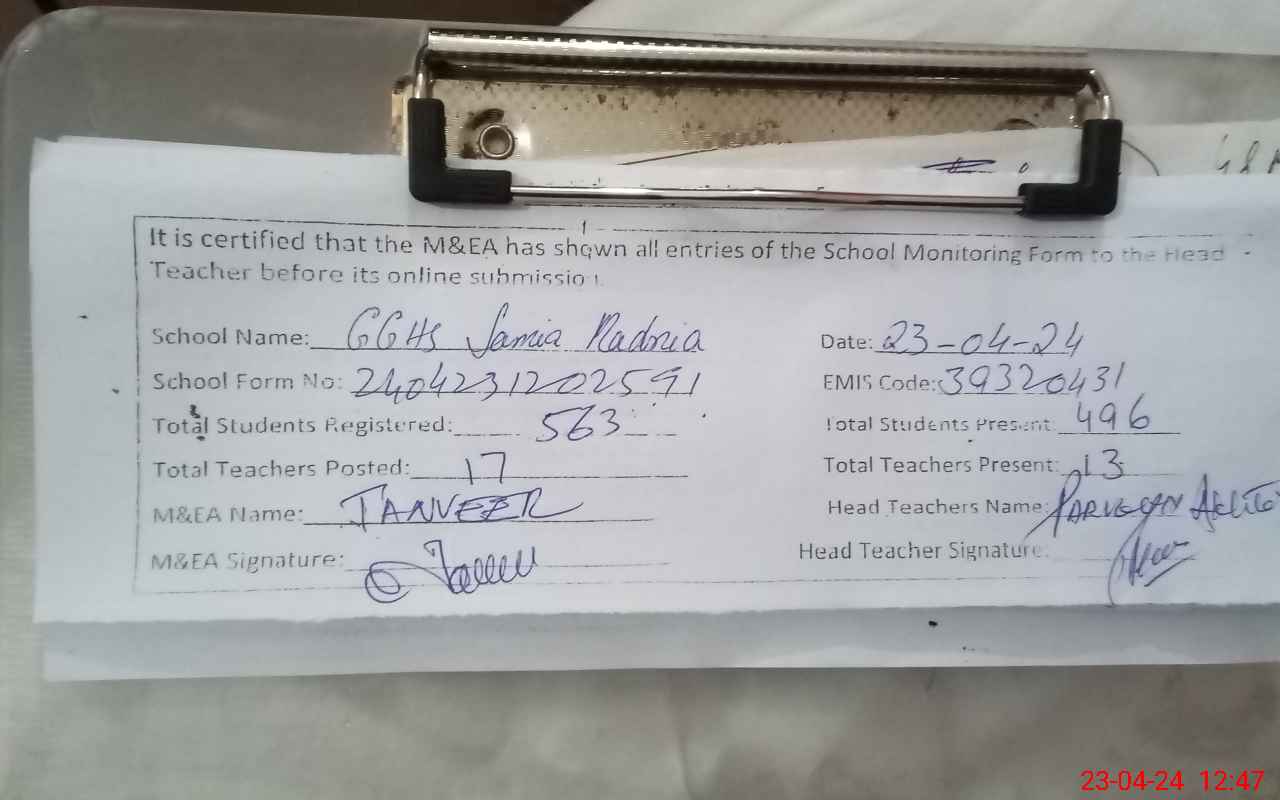 It is certified that the M&EA has shown all entries of the School Monitoring Form to the Head
Teacher before its online submission.
School Name: GGHS Jamia Madnia Date: 23-04-24
School Form No: 2404231202591 EMIS Code: 39320431
Total Students Registered: 563 Total Students Present: 496
Total Teachers Posted: 17 Total Teachers Present: 13
M&EA Name: TANVEER Head Teachers Name:
M&EA Signature: Head Teacher Signature:
23-04-24 12:47